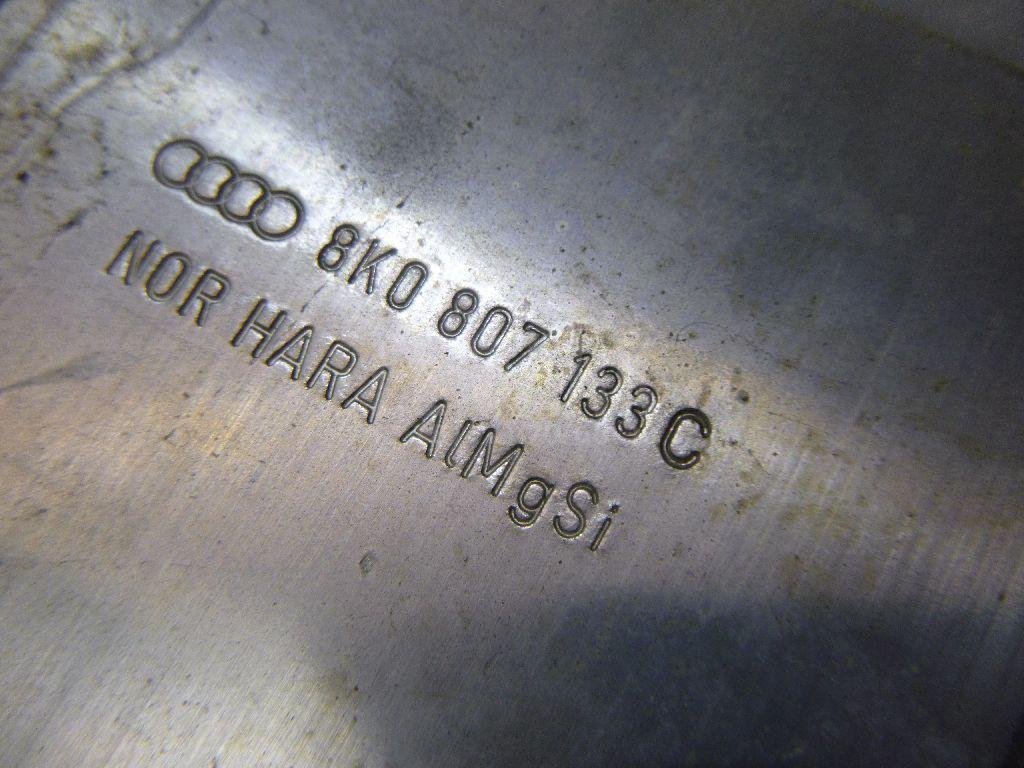 8K0 807 133 C
NOR HARA AlMgSi